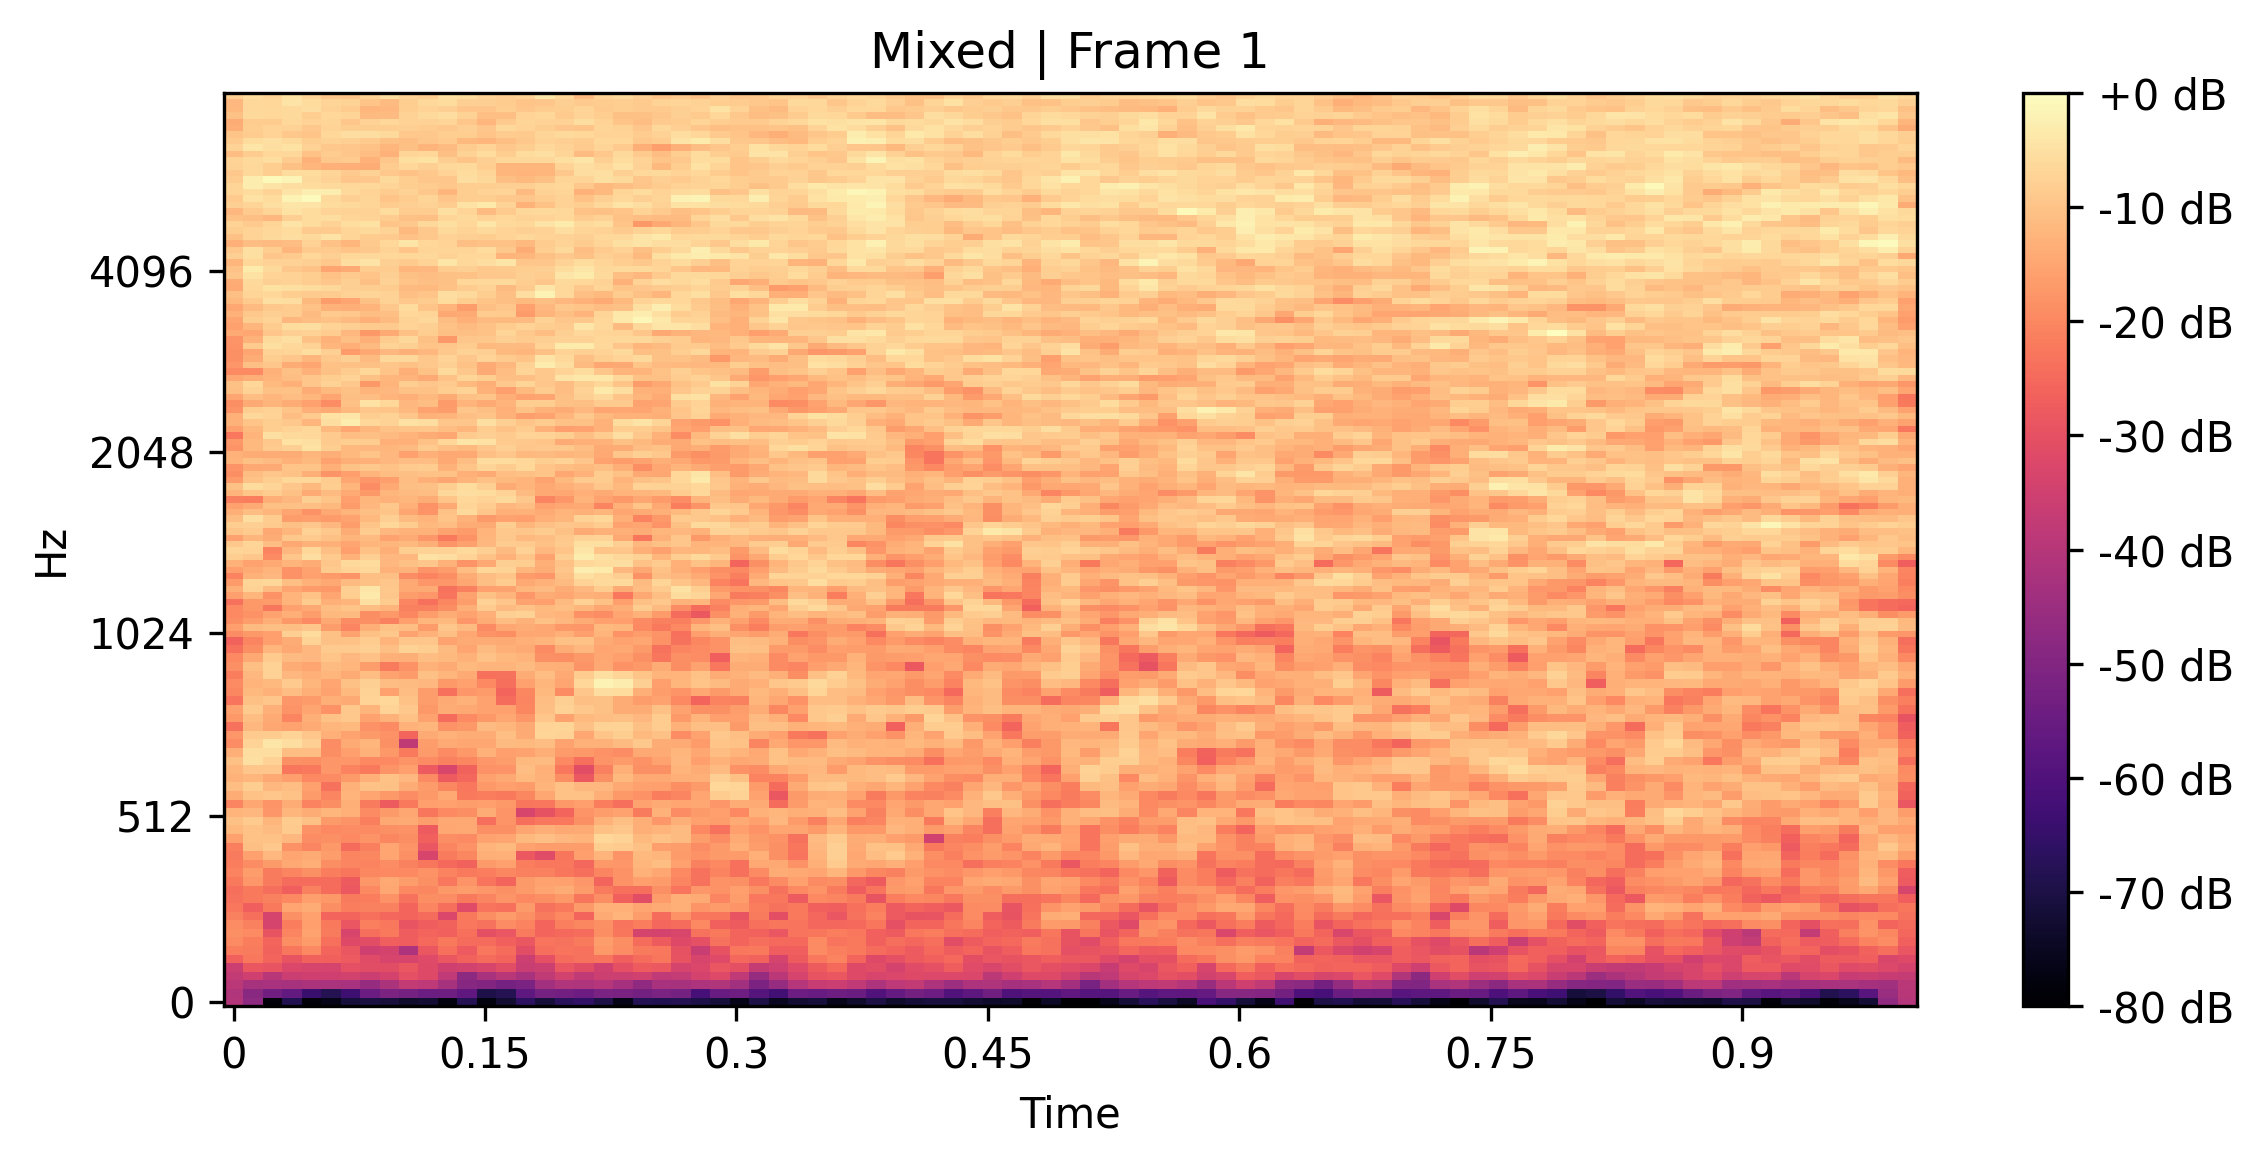 Mixed | Frame 1
Hz
4096
2048
1024
512
0
0 0.15 0.3 0.45 0.6 0.75 0.9
Time
+0 dB
-10 dB
-20 dB
-30 dB
-40 dB
-50 dB
-60 dB
-70 dB
-80 dB